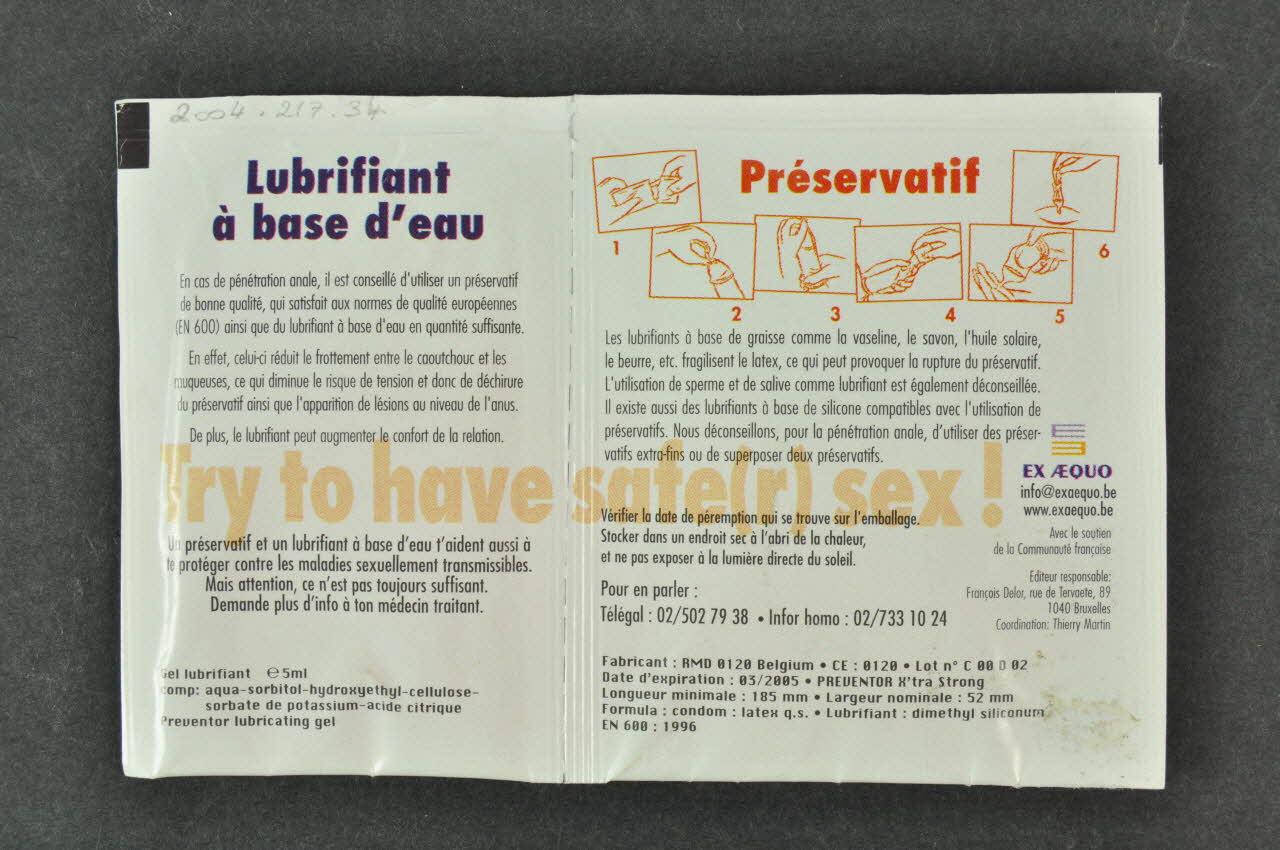 2004.217.34
Lubrifiant
à base d'eau
En cas de pénétration anale, il est conseillé d'utiliser un préservatif
de bonne qualité, qui satisfait aux normes de qualité européennes
(EN 600) ainsi que du lubrifiant à base d'eau en quantité suffisante.
En effet, celui-ci réduit le frottement entre le caoutchouc et les
muqueuses, ce qui diminue le risque de tension et donc de déchirure
du préservatif ainsi que l'apparition de lésions au niveau de l'anus.
De plus, le lubrifiant peut augmenter le confort de la relation.
Try to have safe(r) sex !
Un préservatif et un lubrifiant à base d'eau t'aident aussi à
te protéger contre les maladies sexuellement transmissibles.
Mais attention, ce n'est pas toujours suffisant.
Demande plus d'info à ton médecin traitant.
Gel lubrifiant e 5ml
comp: aqua-sorbitol-hydroxyethyl-cellulose-
sorbate de potassium-acide citrique
Preventor lubricating gel
Préservatif
1
2
3
4
5
6
Les lubrifiants à base de graisse comme la vaseline, le savon, l'huile solaire,
le beurre, etc. fragilisent le latex, ce qui peut provoquer la rupture du préservatif.
L'utilisation de sperme et de salive comme lubrifiant est également déconseillée.
Il existe aussi des lubrifiants à base de silicone compatibles avec l'utilisation de
préservatifs. Nous déconseillons, pour la pénétration anale, d'utiliser des préser-
vatifs extra-fins ou de superposer deux préservatifs.
EX ÆQUO
info@exaequo.be
www.exaequo.be
Vérifier la date de péremption qui se trouve sur l'emballage.
Stocker dans un endroit sec à l'abri de la chaleur,
et ne pas exposer à la lumière directe du soleil.
Avec le soutien
de la Communauté française
Pour en parler :
Télégal : 02/502 79 38 • Infor homo : 02/733 10 24
Editeur responsable:
François Delor, rue de Tervaete, 89
1040 Bruxelles
Coordination: Thierry Martin
Fabricant : RMD 0120 Belgium • CE : 0120 • Lot n° C 00 D 02
Date d'expiration : 03/2005 • PREVENTOR X'tra Strong
Longueur minimale : 185 mm • Largeur nominale : 52 mm
Formula : condom : latex q.s. • Lubrifiant : dimethyl siliconum
EN 600 : 1996